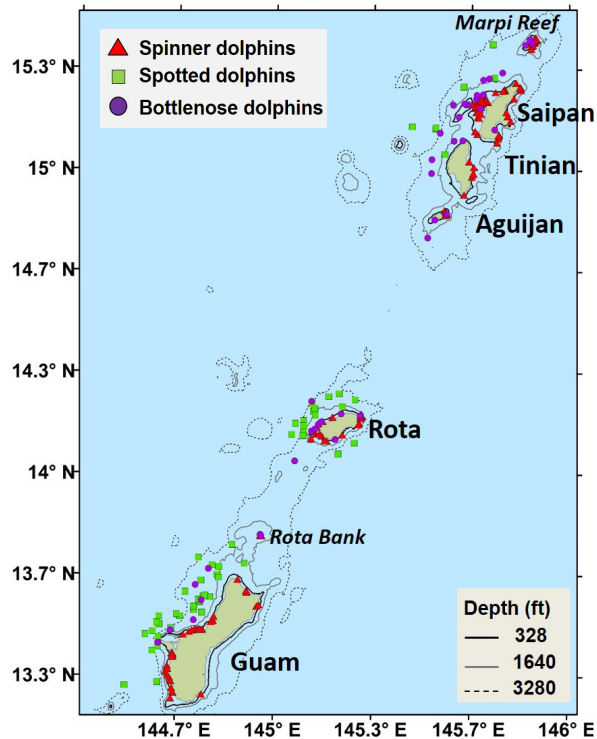 Marpi Reef
Spinner dolphins
Spotted dolphins
Bottlenose dolphins
15.3° N
Saipan
15° N
Tinian
Aguijan
14.7° N
14.3° N
Rota
14° N
Rota Bank
13.7° N
Depth (ft)
328
1640
3280
Guam
13.3° N
144.7° E
145° E
145.3° E
145.7° E
146° E